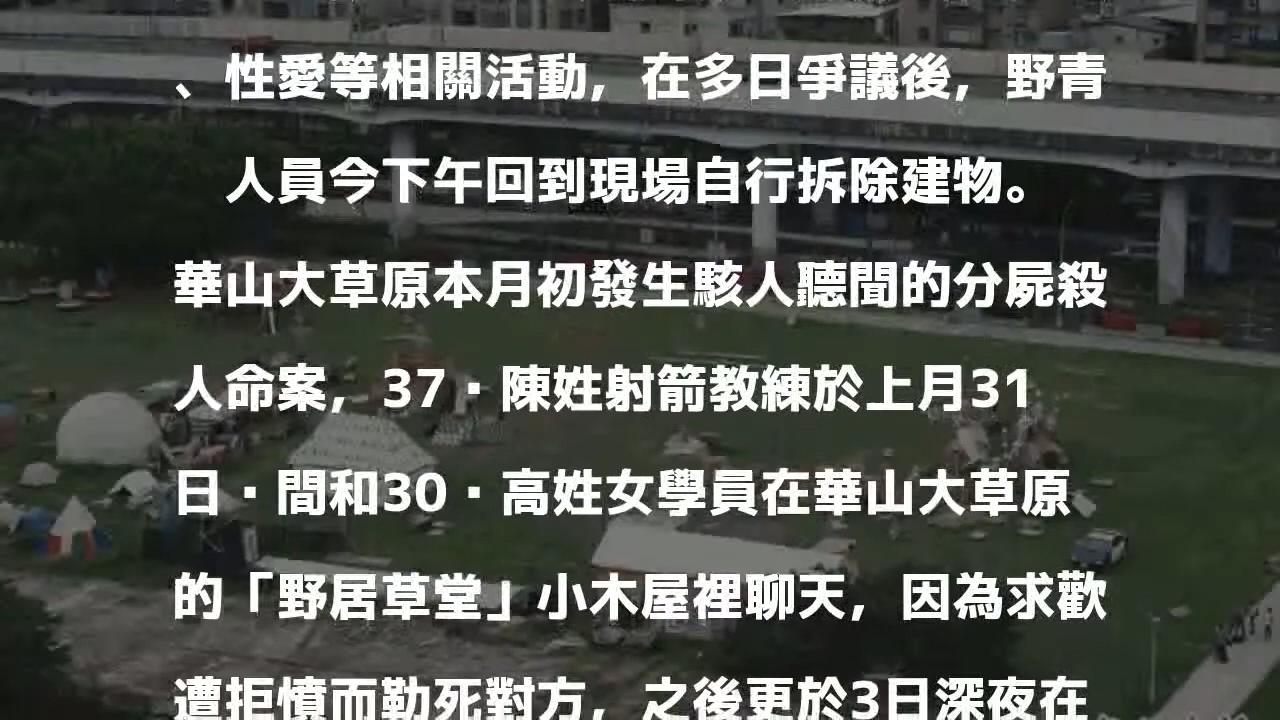 、性愛等相關活動，在多日爭議後，野青
人員今下午回到現場自行拆除建物。
華山大草原本月初發生駭人聽聞的分屍殺
人命案，37·陳姓射箭教練於上月31
日·間和30·高姓女學員在華山大草原
的「野居草堂」小木屋裡聊天，因為求歡
遭拒憤而勒死對方，之後更於3日深夜在